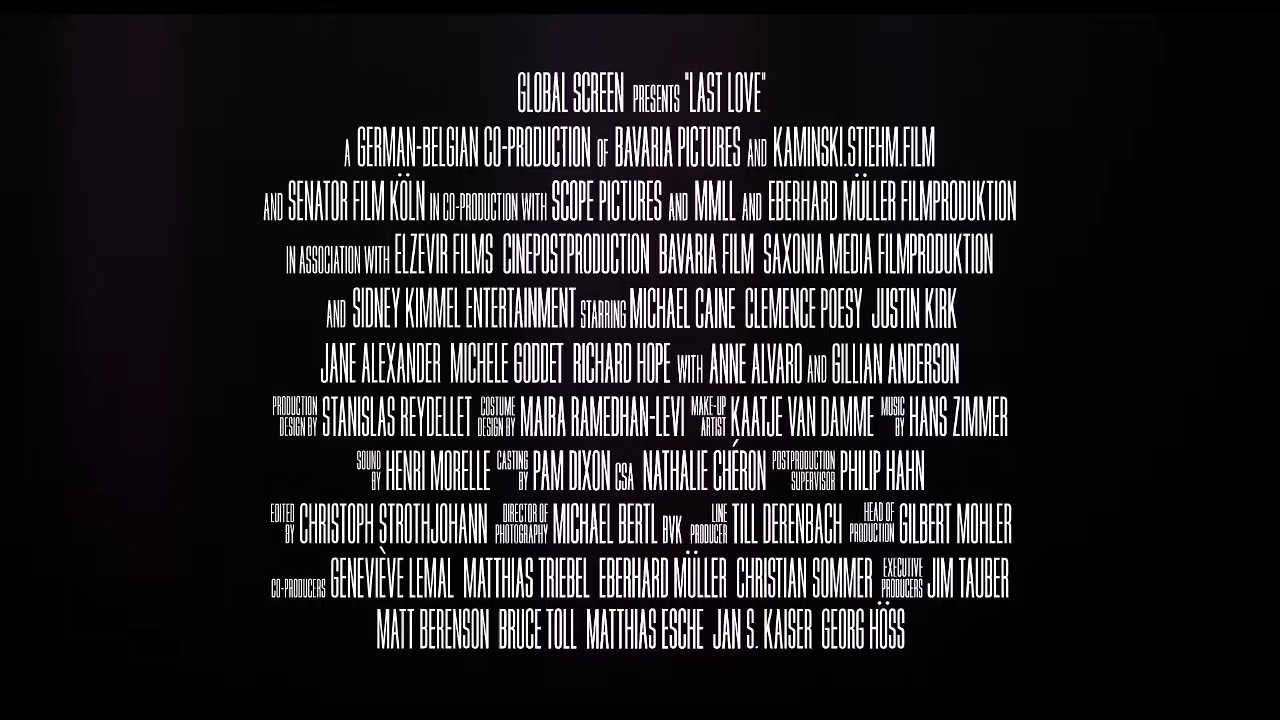 GLOBAL SCREEN PRESENTS "LAST LOVE"
A GERMAN-BELGIAN CO-PRODUCTION OF BAVARIA PICTURES AND KAMINSKI.STIEHM.FILM
AND SENATOR FILM KÖLN IN CO-PRODUCTION WITH SCOPE PICTURES AND MMLL AND EBERHARD MÜLLER FILMPRODUKTION
IN ASSOCIATION WITH ELZEVIR FILMS CINEPOSTPRODUCTION BAVARIA FILM SAXONIA MEDIA FILMPRODUKTION
AND SIDNEY KIMMEL ENTERTAINMENT STARRING MICHAEL CAINE CLEMENCE POESY JUSTIN KIRK
JANE ALEXANDER MICHELE GODDET RICHARD HOPE WITH ANNE ALVARO AND GILLIAN ANDERSON
PRODUCTION DESIGN BY STANISLAS REYDELLET COSTUME DESIGN BY MAIRA RAMEDHAN-LEVI MAKE-UP ARTIST KAATJE VAN DAMME MUSIC BY HANS ZIMMER
SOUND BY HENRI MORELLE CASTING BY PAM DIXON CSA NATHALIE CHÉRON POSTPRODUCTION SUPERVISOR PHILIP HAHN
EDITED BY CHRISTOPH STROTHJOHANN DIRECTOR OF PHOTOGRAPHY MICHAEL BERTL BVK LINE PRODUCER TILL DERENBACH HEAD OF PRODUCTION GILBERT MOHLER
CO-PRODUCERS GENEVIÈVE LEMAL MATTHIAS TRIEBEL EBERHARD MÜLLER CHRISTIAN SOMMER EXECUTIVE PRODUCERS JIM TAUBER
MATT BERENSON BRUCE TOLL MATTHIAS ESCHE JAN S. KAISER GEORG HÖSS